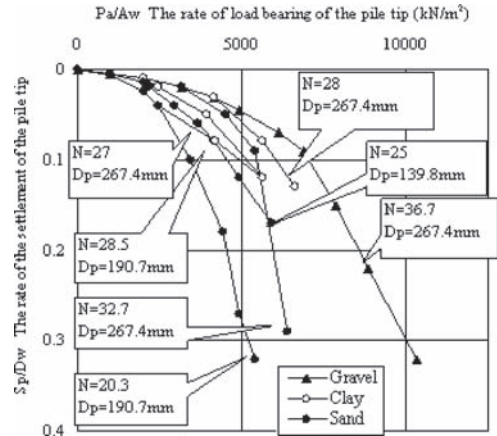 Pa/Aw The rate of load bearing of the pile tip (kN/m²)
0 5000 10000
Sp/Dw The rate of the settlement of the pile tip
0
0.1
0.2
0.3
0.4
N=28
Dp=267.4mm
N=27
Dp=267.4mm
N=25
Dp=139.8mm
N=36.7
Dp=267.4mm
N=28.5
Dp=190.7mm
N=32.7
Dp=267.4mm
N=20.3
Dp=190.7mm
Gravel
Clay
Sand